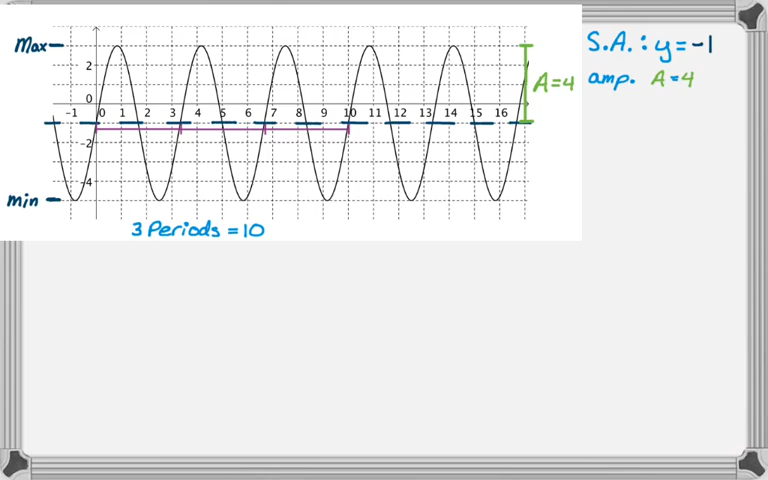 Max
2
0
-1 0 1 2 3 4 5 6 7 8 9 10 11 12 13 14 15 16
-2
-4
min
3 Periods = 10
A=4
S.A.: y=-1
amp. A=4